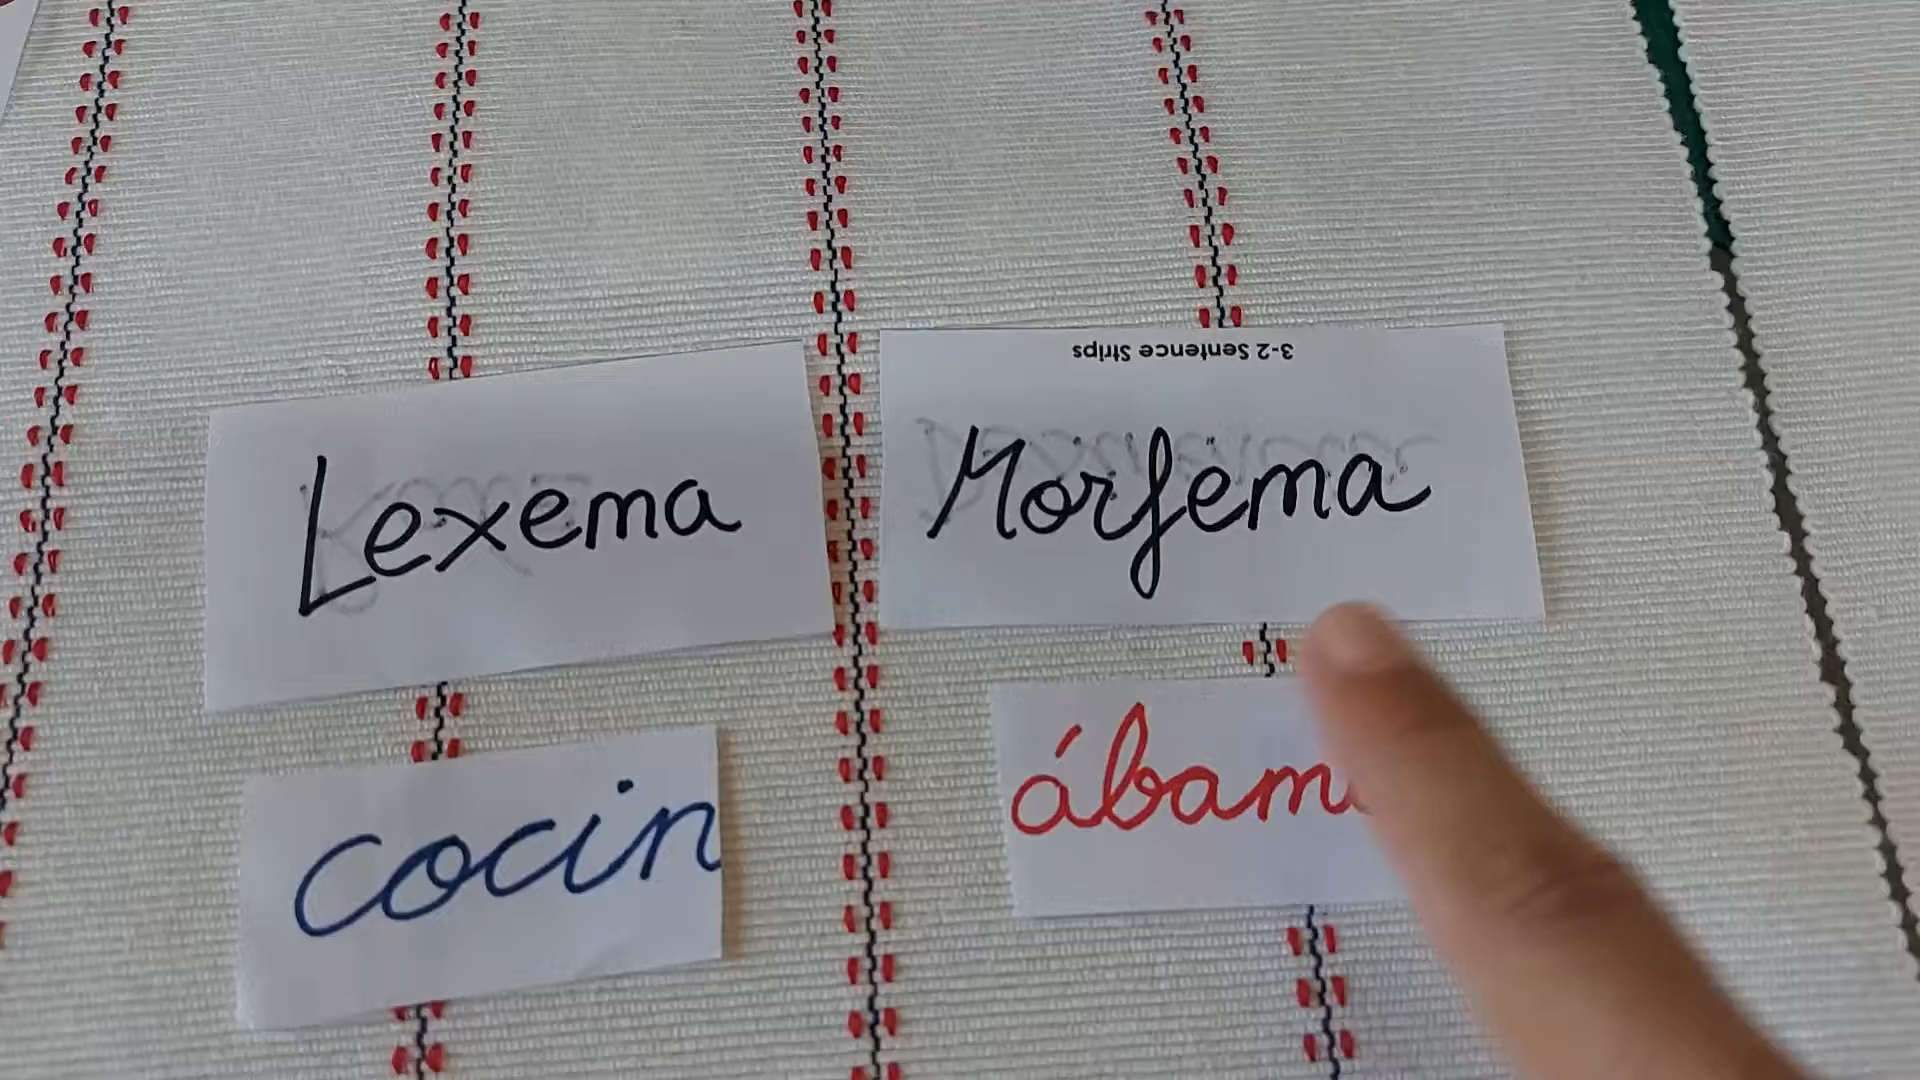 3-2 Sentence Strips
Lexema
Morfema
cocin
ábam